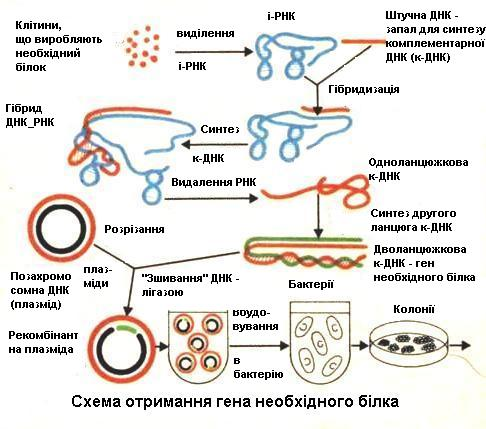 Клітини,
що виробляють
необхідний
білок
виділення
і-РНК
і-РНК
Штучна ДНК -
запал для синтезу
комплементарної
ДНК (к-ДНК)
Гібридизація
Гібрид
ДНК_РНК
Синтез
к-ДНК
Видалення РНК
Одноланцюжкова
к-ДНК
Синтез другого
ланцюга к-ДНК
Розрізання
плаз-
міди
Дволанцюжкова
к-ДНК - ген
необхідного білка
Позахромо
сомна ДНК
(плазмід)
"Зшивання" ДНК -
лігазою
Бактерії
Рекомбінант
на плазміда
Воудо-
вування
в
бактерію
Колонії
Схема отримання гена необхідного білка